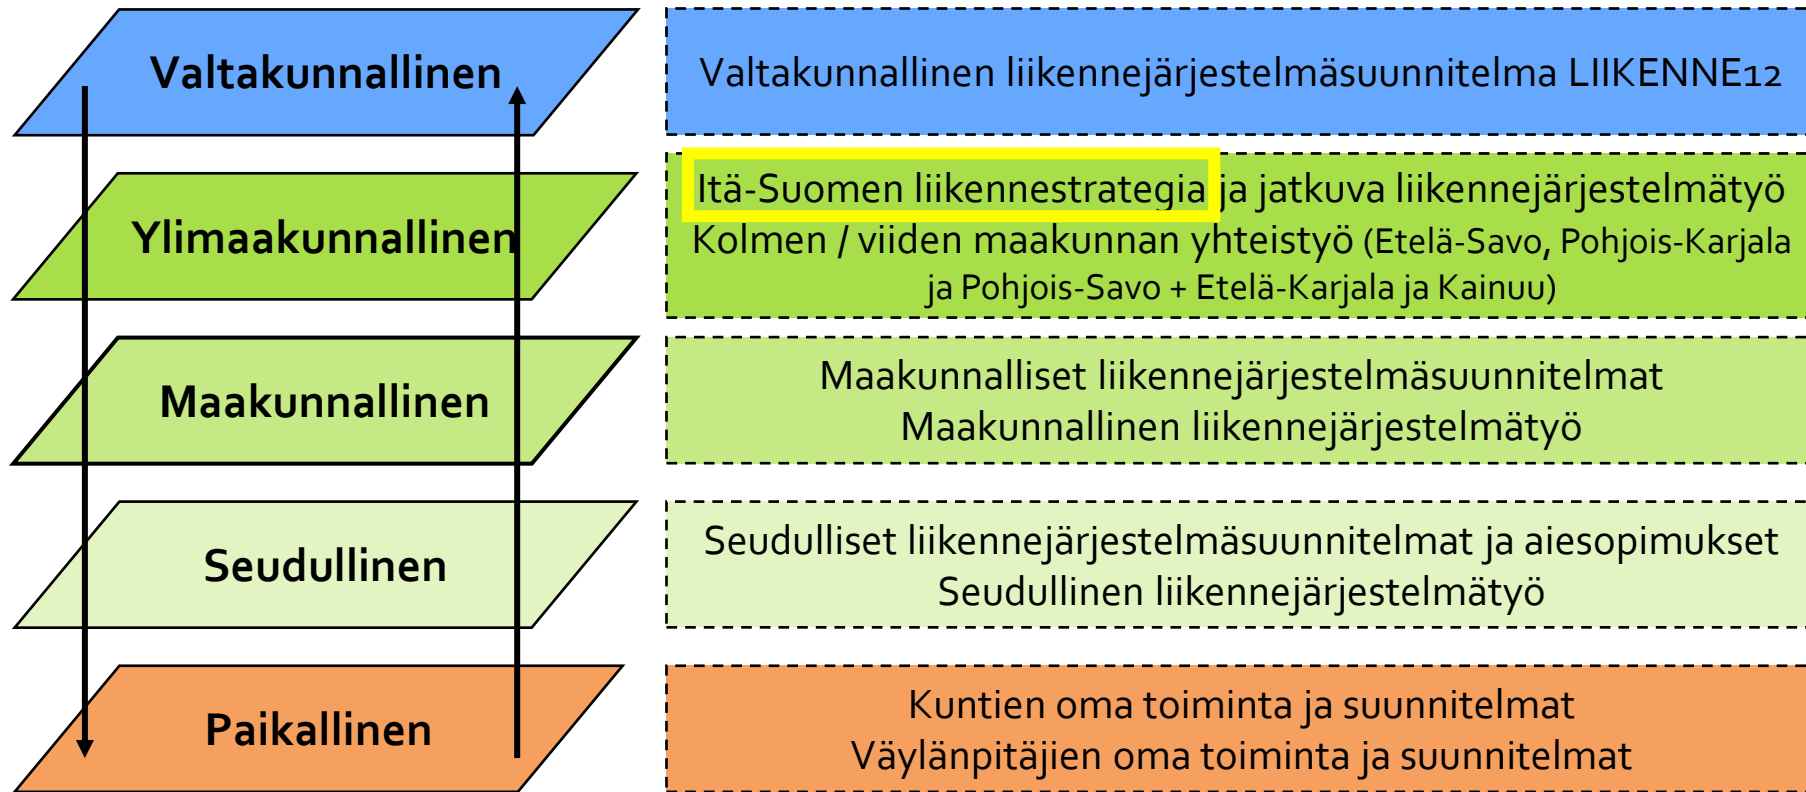 Valtakunnallinen
Valtakunnallinen liikennejärjestelmäsuunnitelma LIIKENNE12
Ylimaakunnallinen
Itä-Suomen liikennestrategia ja jatkuva liikennejärjestelmätyö
Kolmen / viiden maakunnan yhteistyö (Etelä-Savo, Pohjois-Karjala
ja Pohjois-Savo + Etelä-Karjala ja Kainuu)
Maakunnallinen
Maakunnalliset liikennejärjestelmäsuunnitelmat
Maakunnallinen liikennejärjestelmätyö
Seudullinen
Seudulliset liikennejärjestelmäsuunnitelmat ja aiesopimukset
Seudullinen liikennejärjestelmätyö
Paikallinen
Kuntien oma toiminta ja suunnitelmat
Väylänpitäjien oma toiminta ja suunnitelmat